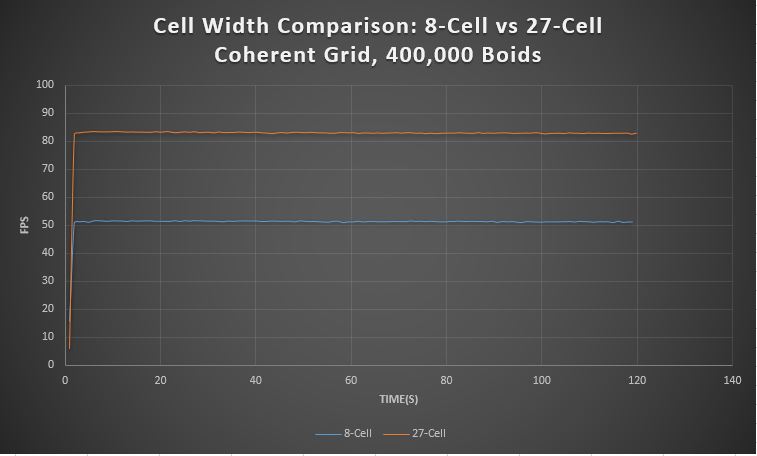 Cell Width Comparison: 8-Cell vs 27-Cell
Coherent Grid, 400,000 Boids
100
90
80
70
60
50
40
30
20
10
0
FPS
0 20 40 60 80 100 120 140
TIME(S)
8-Cell 27-Cell